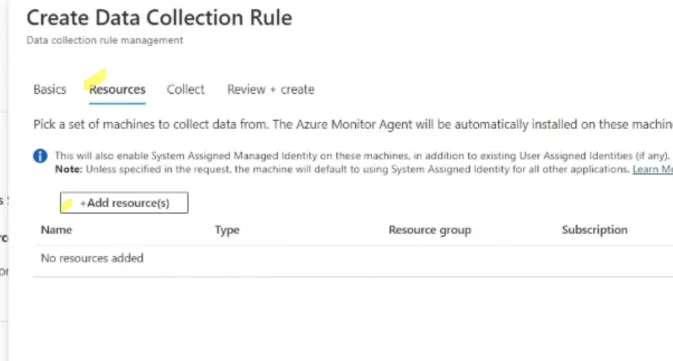 Create Data Collection Rule
Data collection rule management
Basics Resources Collect Review + create
Pick a set of machines to collect data from. The Azure Monitor Agent will be automatically installed on these
This will also enable System Assigned Managed Identity on these machines, in addition to existing User Assigned Identities (if any).
Note: Unless specified in the request, the machine will default to using System Assigned Identity for all other applications. Learn
+Add resource(s)
Name Type Resource group Subscription
No resources added